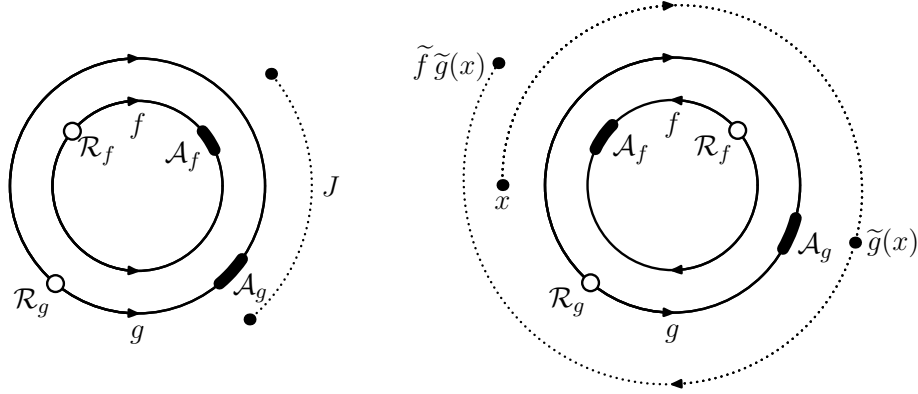 f
R_f
A_f
J
R_g
A_g
g
f̃ g̃(x)
x
f
A_f
R_f
g̃(x)
A_g
R_g
g